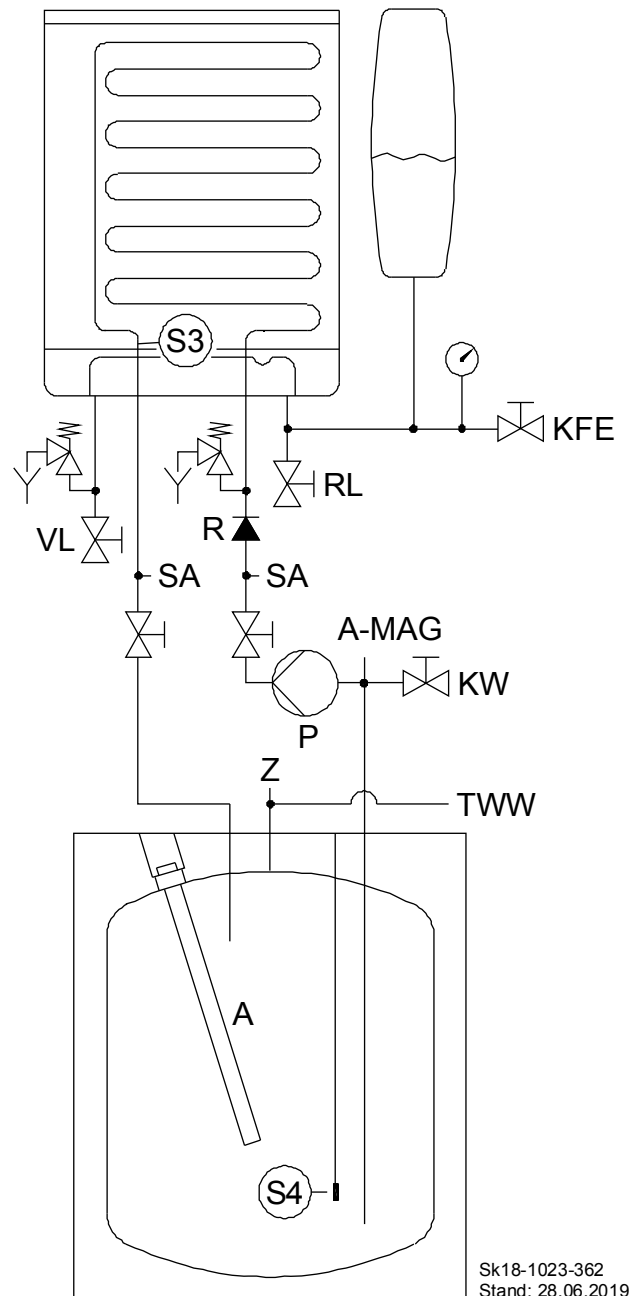 S3
KFE
RL
VL
R
SA
SA
A-MAG
KW
P
Z
TWW
A
S4
Sk18-1023-362
Stand: 28.06.2019